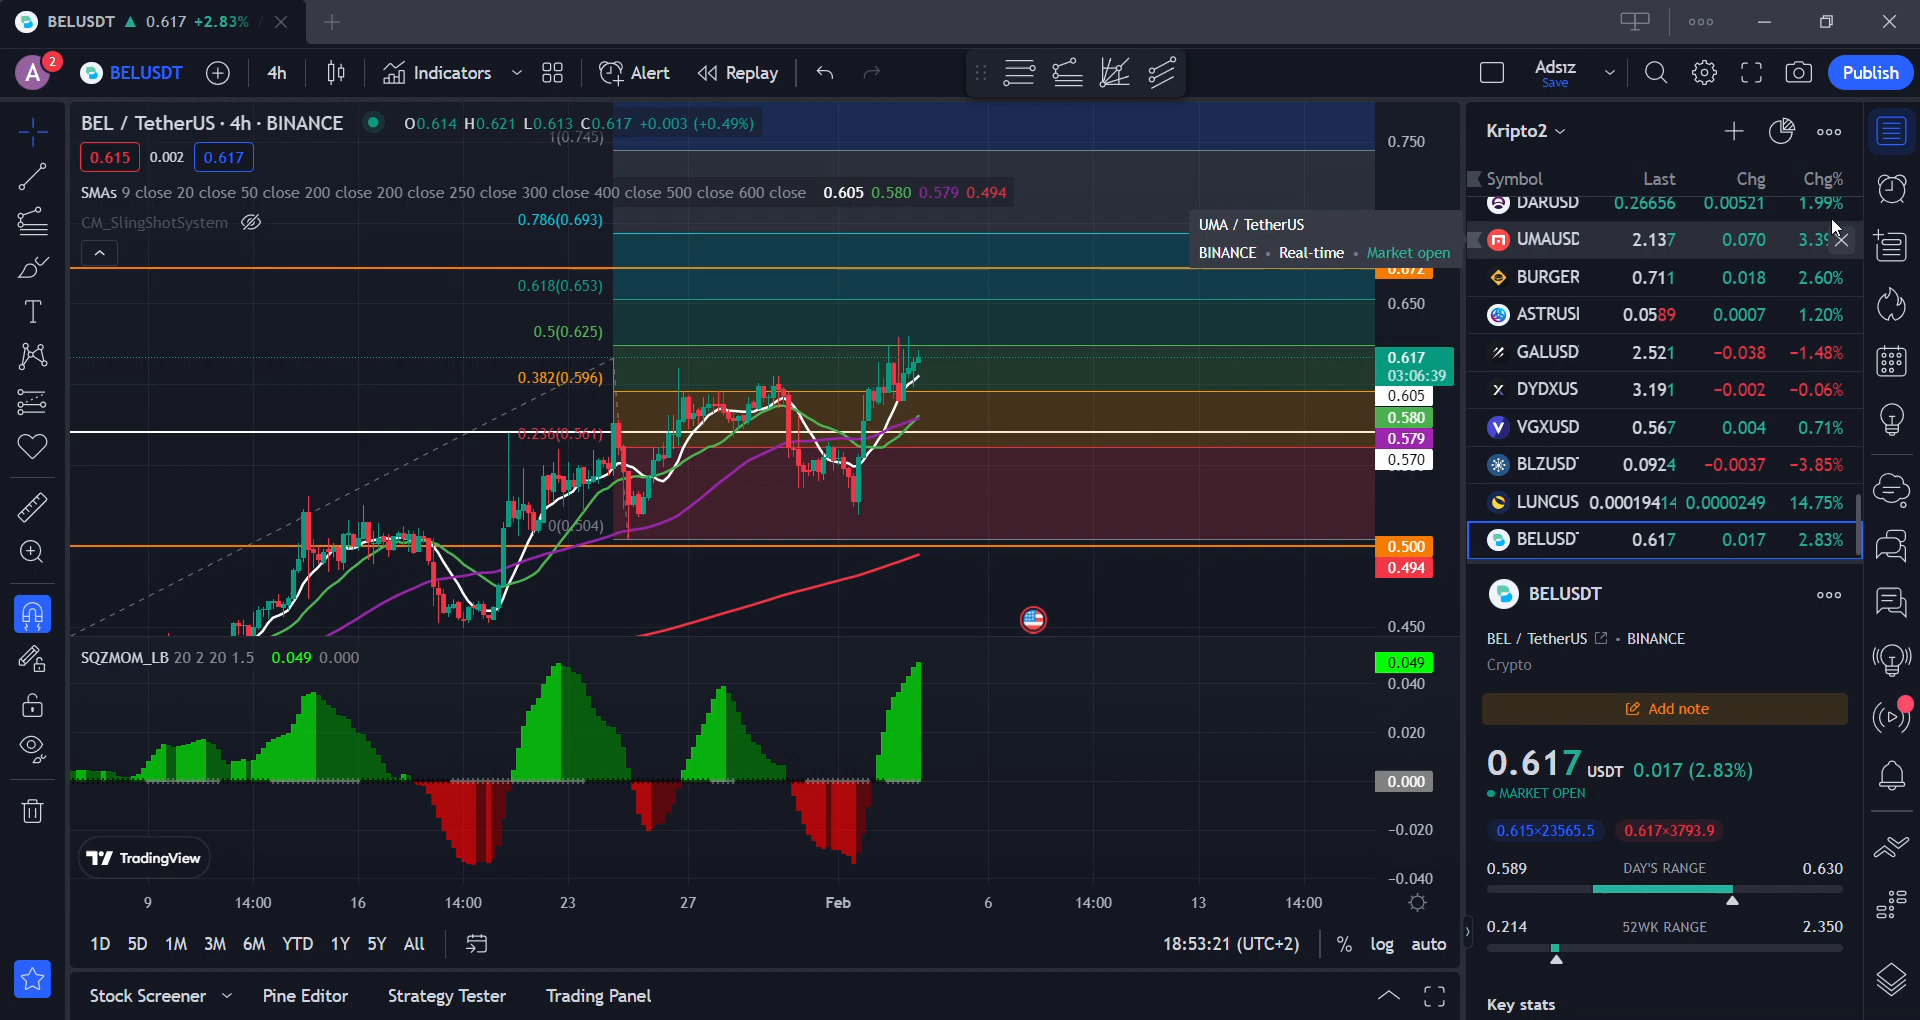 BELUSDT ▲ 0.617 +2.83% /
A 2 BELUSDT 4h Indicators Alert Replay Adsız Save Publish
BEL / TetherUS · 4h · BINANCE O0.614 H0.621 L0.613 C0.617 +0.003 (+0.49%)
0.615 0.002 0.617
SMAs 9 close 20 close 50 close 200 close 200 close 250 close 300 close 400 close 500 close 600 close 0.605 0.580 0.579 0.494
CM_SlingShotSystem
1(0.745)
0.786(0.693)
0.618(0.653)
0.5(0.625)
0.382(0.596)
0.236(0.561)
0(0.504)
UMA / TetherUS
BINANCE • Real-time • Market open
0.750
0.672
0.650
0.617
03:06:39
0.605
0.580
0.579
0.570
0.500
0.494
0.450
SQZMOM_LB 20 2 20 1.5 0.049 0.000
0.049
0.040
0.020
0.000
-0.020
-0.040
TradingView
9 14:00 16 14:00 23 27 Feb 6 14:00 13 14:00
1D 5D 1M 3M 6M YTD 1Y 5Y All 18:53:21 (UTC+2) % log auto
Stock Screener Pine Editor Strategy Tester Trading Panel
Kripto2
Symbol Last Chg Chg%
DARUSD 0.26656 0.00521 1.99%
UMAUSD 2.137 0.070 3.39
BURGER 0.711 0.018 2.60%
ASTRUSI 0.0589 0.0007 1.20%
GALUSD 2.521 -0.038 -1.48%
DYDXUS 3.191 -0.002 -0.06%
VGXUSD 0.567 0.004 0.71%
BLZUSDT 0.0924 -0.0037 -3.85%
LUNCUS 0.00019414 0.0000249 14.75%
BELUSDT 0.617 0.017 2.83%
BELUSDT
BEL / TetherUS • BINANCE
Crypto
Add note
0.617 USDT 0.017 (2.83%)
• MARKET OPEN
0.615×23565.5 0.617×3793.9
0.589 DAY'S RANGE 0.630
0.214 52WK RANGE 2.350
Key stats